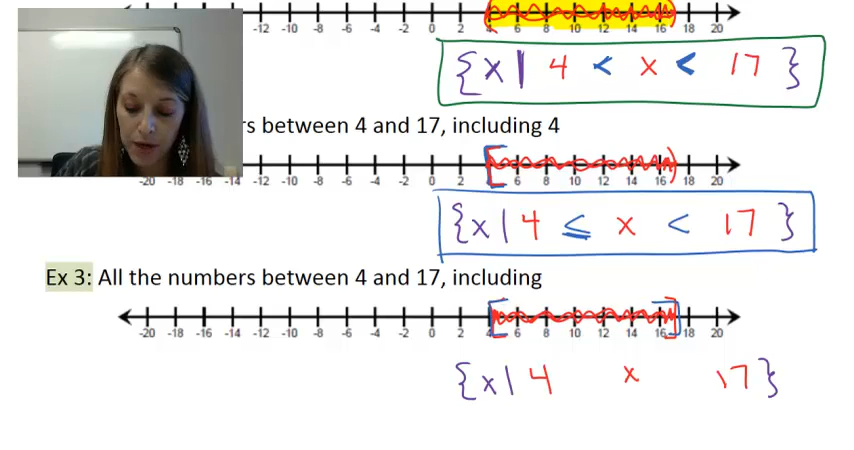 -12 -10 -8 -6 -4 -2 0 2 4 6 8 10 12 14 16 18 20
{x | 4 < x < 17 }
s between 4 and 17, including 4
-20 -18 -16 -14 -12 -10 -8 -6 -4 -2 0 2 6 8 10 12 14 16 18 20
{x | 4 ≤ x < 17 }
Ex 3: All the numbers between 4 and 17, including
-20 -18 -16 -14 -12 -10 -8 -6 -4 -2 0 2 4 6 8 10 12 14 16 18 20
{x | 4 x 17 }